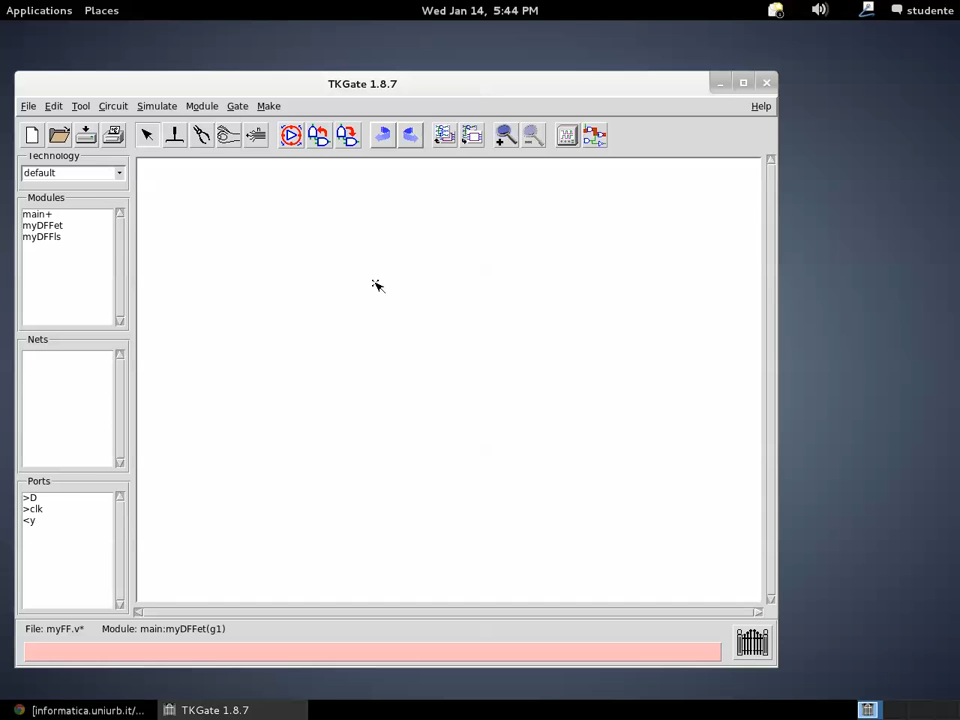 Applications Places Wed Jan 14, 5:44 PM studente
TKGate 1.8.7
File Edit Tool Circuit Simulate Module Gate Make Help
Technology
default
Modules
main+
myDFFet
myDFFls
Nets
Ports
>D
>clk
<y
File: myFF.v* Module: main:myDFFet(g1)
[informatica.uniurb.it/... TKGate 1.8.7